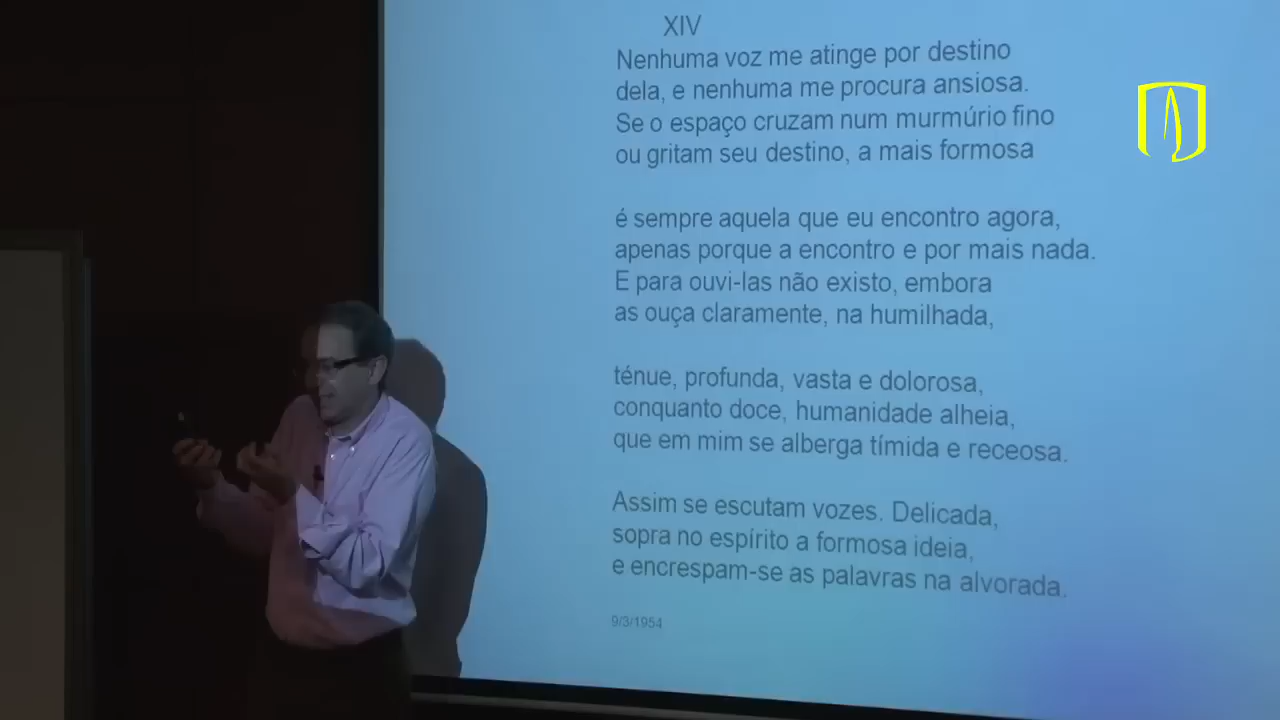 XIV
Nenhuma voz me atinge por destino
dela, e nenhuma me procura ansiosa.
Se o espaço cruzam num murmúrio fino
ou gritam seu destino, a mais formosa
é sempre aquela que eu encontro agora,
apenas porque a encontro e por mais nada.
E para ouvi-las não existo, embora
as ouça claramente, na humilhada,
ténue, profunda, vasta e dolorosa,
conquanto doce, humanidade alheia,
que em mim se alberga tímida e receosa.
Assim se escutam vozes. Delicada,
sopra no espírito a formosa ideia,
e encrespam-se as palavras na alvorada.
9/3/1954